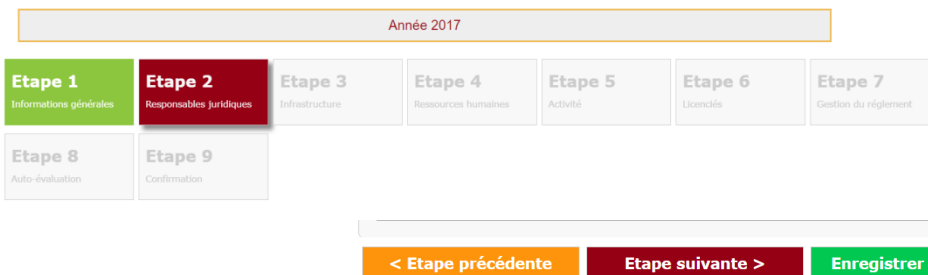 Année 2017
Etape 1
Informations générales
Etape 2
Responsables juridiques
Etape 3
Infrastructure
Etape 4
Ressources humaines
Etape 5
Activité
Etape 6
Licenciés
Etape 7
Gestion du règlement
Etape 8
Auto-évaluation
Etape 9
Confirmation
< Etape précédente
Etape suivante >
Enregistrer